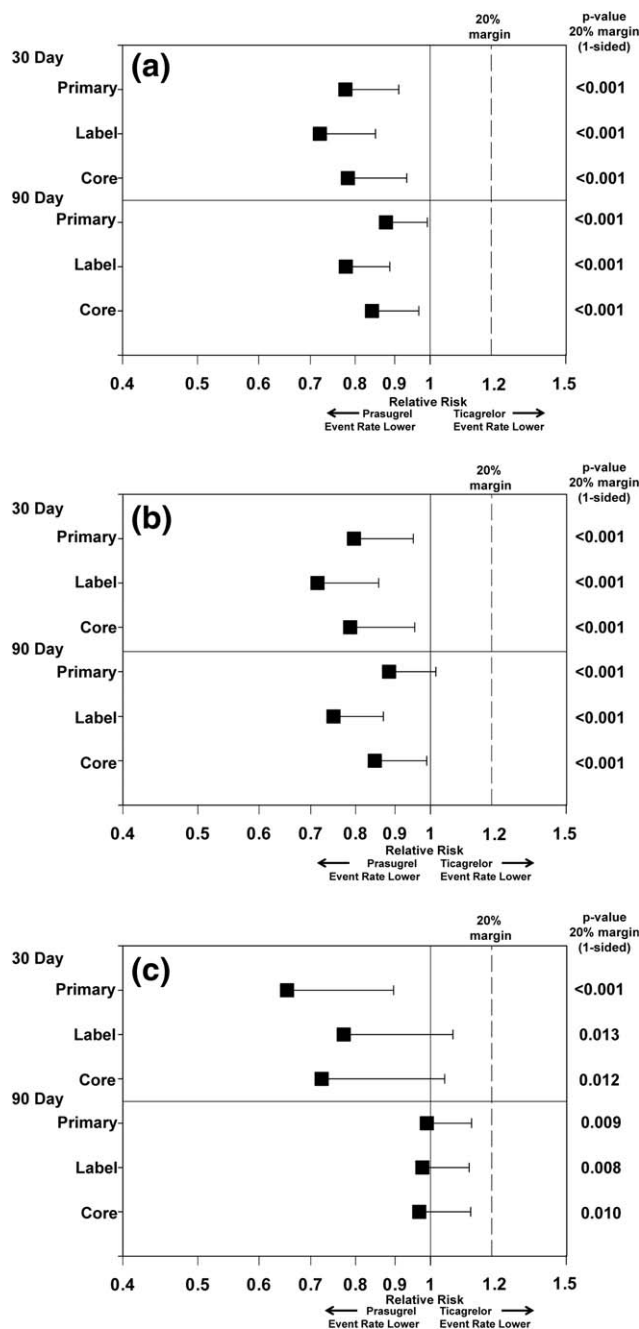 20%
margin
p-value
20% margin
(1-sided)
(a)
30 Day
Primary <0.001
Label <0.001
Core <0.001
90 Day
Primary <0.001
Label <0.001
Core <0.001
0.4 0.5 0.6 0.7 0.8 0.9 1 1.2 1.5
Relative Risk
Prasugrel Ticagrelor
Event Rate Lower Event Rate Lower
20%
margin
p-value
20% margin
(1-sided)
(b)
30 Day
Primary <0.001
Label <0.001
Core <0.001
90 Day
Primary <0.001
Label <0.001
Core <0.001
0.4 0.5 0.6 0.7 0.8 0.9 1 1.2 1.5
Relative Risk
Prasugrel Ticagrelor
Event Rate Lower Event Rate Lower
20%
margin
p-value
20% margin
(1-sided)
(c)
30 Day
Primary <0.001
Label 0.013
Core 0.012
90 Day
Primary 0.009
Label 0.008
Core 0.010
0.4 0.5 0.6 0.7 0.8 0.9 1 1.2 1.5
Relative Risk
Prasugrel Ticagrelor
Event Rate Lower Event Rate Lower